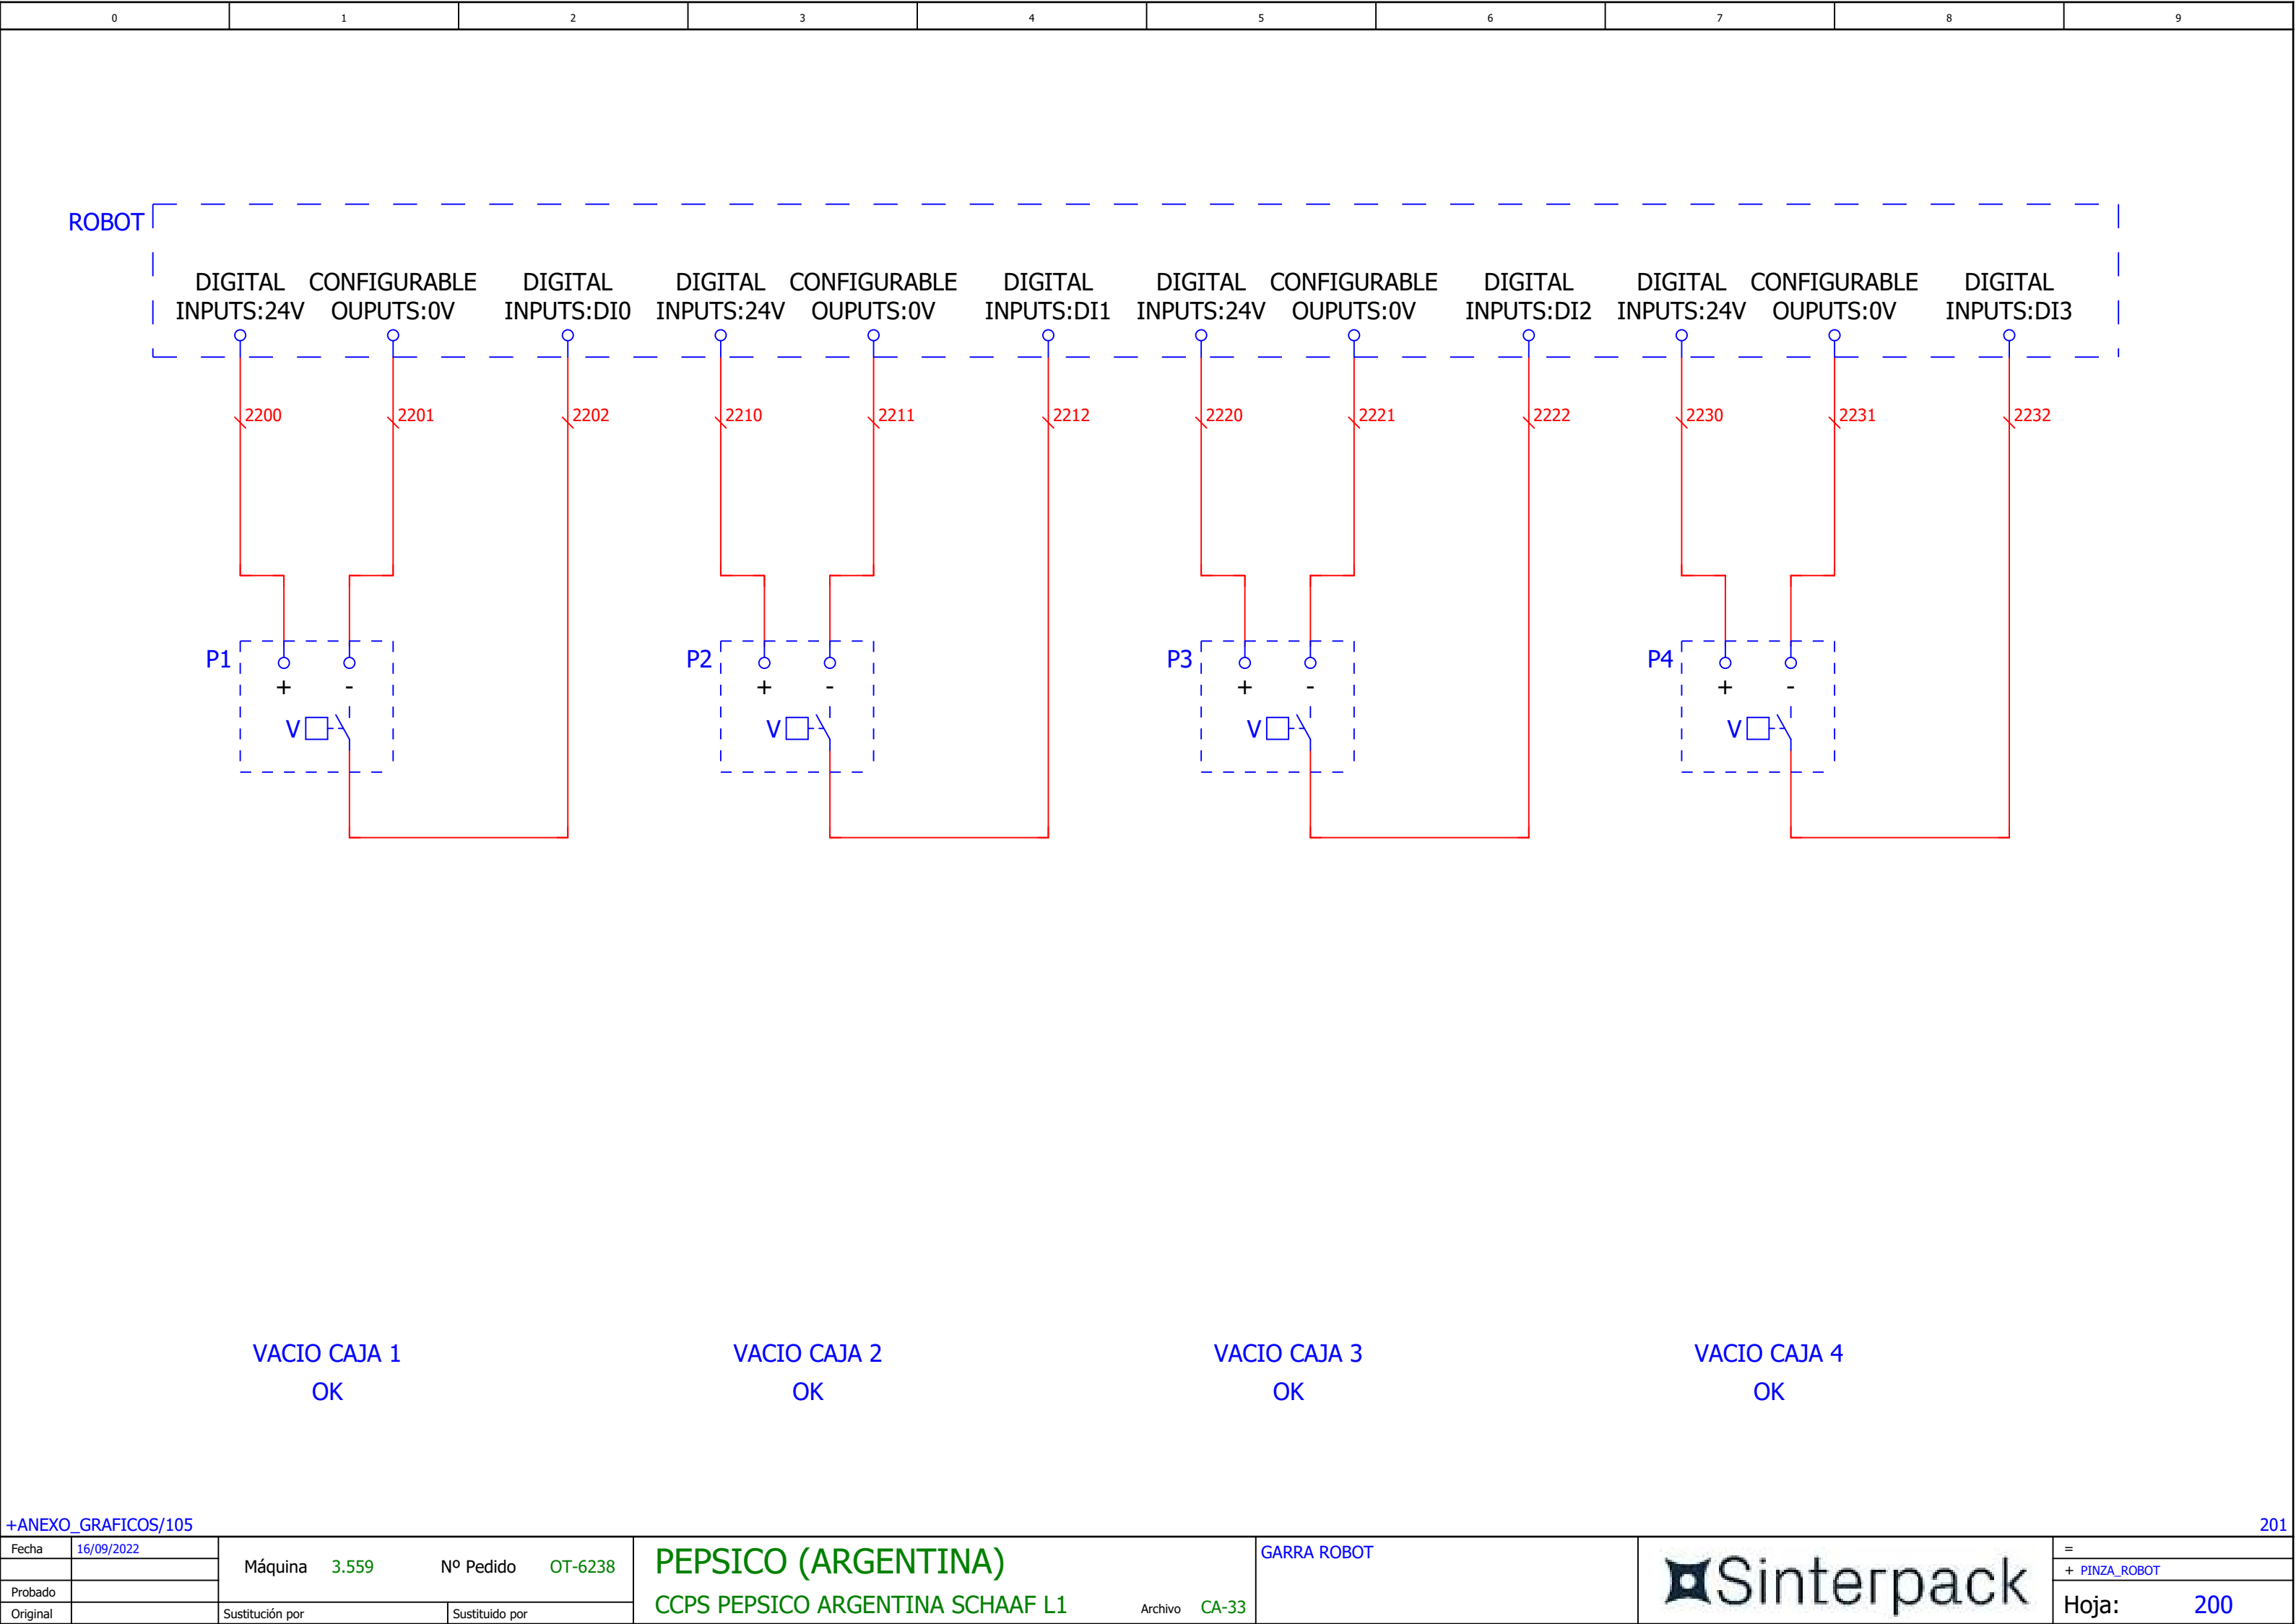 0 1 2 3 4 5 6 7 8 9
ROBOT
DIGITAL CONFIGURABLE DIGITAL DIGITAL CONFIGURABLE DIGITAL DIGITAL CONFIGURABLE DIGITAL DIGITAL CONFIGURABLE DIGITAL
INPUTS:24V OUPUTS:0V INPUTS:DI0 INPUTS:24V OUPUTS:0V INPUTS:DI1 INPUTS:24V OUPUTS:0V INPUTS:DI2 INPUTS:24V OUPUTS:0V INPUTS:DI3
2200 2201 2202 2210 2211 2212 2220 2221 2222 2230 2231 2232
P1 P2 P3 P4
+ - + - + - + -
V V V V
VACIO CAJA 1 VACIO CAJA 2 VACIO CAJA 3 VACIO CAJA 4
OK OK OK OK
+ANEXO_GRAFICOS/105 201
Fecha 16/09/2022
Probado
Original
Máquina 3.559 Nº Pedido OT-6238
Sustitución por Sustituido por
PEPSICO (ARGENTINA)
CCPS PEPSICO ARGENTINA SCHAAF L1 Archivo CA-33
GARRA ROBOT
Sinterpack
=
+ PINZA_ROBOT
Hoja: 200